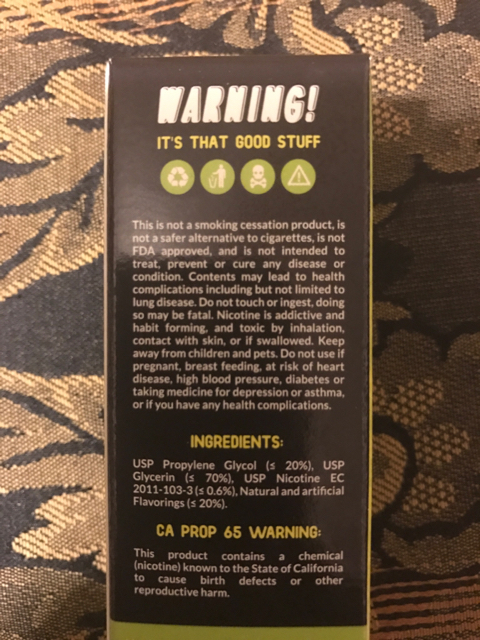 WARNING!
IT'S THAT GOOD STUFF
This is not a smoking cessation product, is
not a safer alternative to cigarettes, is not
FDA approved, and is not intended to
treat, prevent or cure any disease or
condition. Contents may lead to health
complications including but not limited to
lung disease. Do not touch or ingest, doing
so may be fatal. Nicotine is addictive and
habit forming, and toxic by inhalation,
contact with skin, or if swallowed. Keep
away from children and pets. Do not use if
pregnant, breast feeding, at risk of heart
disease, high blood pressure, diabetes or
taking medicine for depression or asthma,
or if you have any health complications.
INGREDIENTS:
USP Propylene Glycol (≤ 20%), USP
Glycerin (≤ 70%), USP Nicotine EC
2011-103-3 (≤ 0.6%), Natural and artificial
Flavorings (≤ 20%).
CA PROP 65 WARNING:
This product contains a chemical
(nicotine) known to the State of California
to cause birth defects or other
reproductive harm.